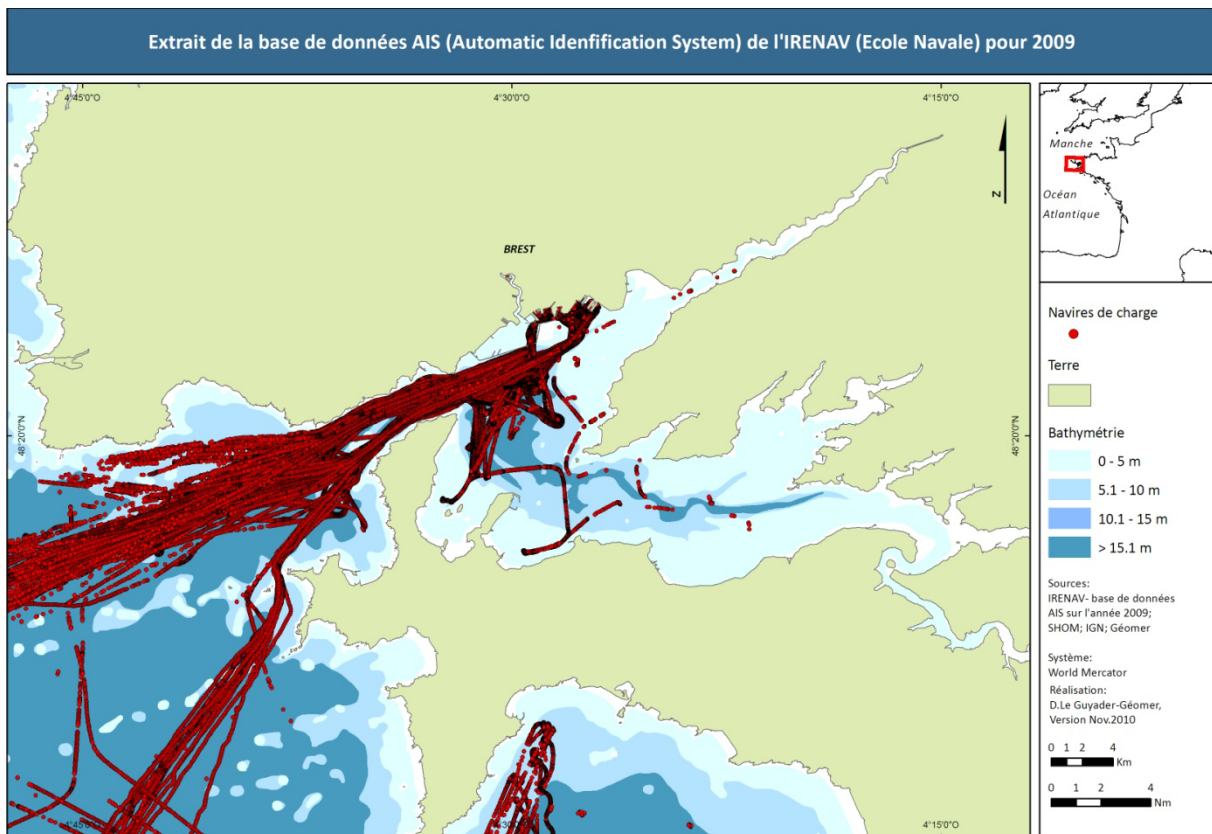 Extrait de la base de données AIS (Automatic Idenfification System) de l'IRENAV (Ecole Navale) pour 2009
4°45'0"O
4°30'0"O
4°15'0"O
N
BREST
48°20'0"N
48°20'0"N
4°45'0"O
4°30'0"O
4°15'0"O
Manche
Océan
Atlantique
Navires de charge
Terre
Bathymétrie
0 - 5 m
5.1 - 10 m
10.1 - 15 m
> 15.1 m
Sources:
IRENAV- base de données
AIS sur l'année 2009;
SHOM; IGN; Géomer
Système:
World Mercator
Réalisation:
D.Le Guyader-Géomer,
Version Nov.2010
0 1 2 4
Km
0 1 2 4
Nm